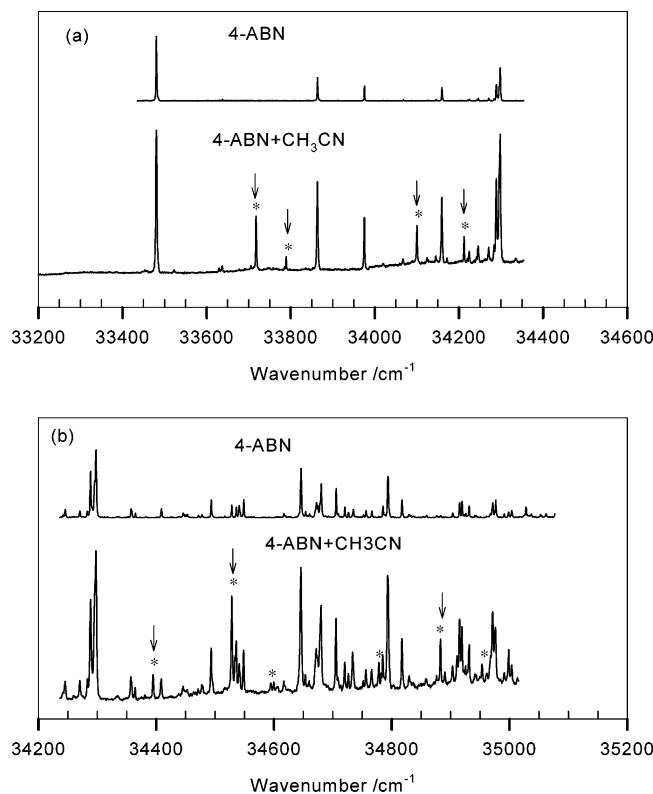 (a)
4-ABN
4-ABN+CH₃CN
* * * *
33200 33400 33600 33800 34000 34200 34400 34600
Wavenumber /cm⁻¹
(b)
4-ABN
4-ABN+CH3CN
* * * * * *
34200 34400 34600 34800 35000 35200
Wavenumber /cm⁻¹